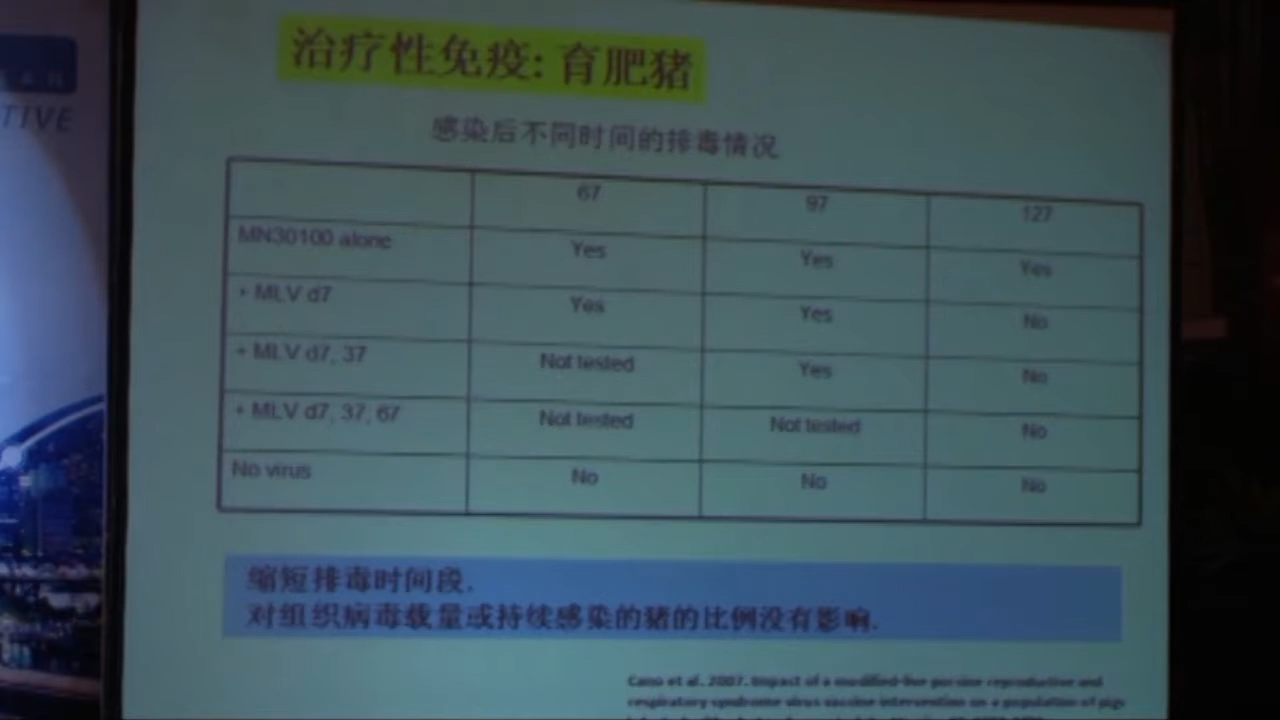 TIVE
治疗性免疫: 育肥猪
感染后不同时间的排毒情况
67 97 127
MN30100 alone Yes Yes Yes
+ MLV d7 Yes Yes No
+ MLV d7, 37 Not tested Yes No
+ MLV d7, 37, 67 Not tested Not tested No
No virus No No No
缩短排毒时间段.
对组织病毒载量或持续感染的猪的比例没有影响.
Cano et al. 2007. Impact of a modified-live porcine reproductive and
respiratory syndrome virus vaccine intervention on a population of pigs